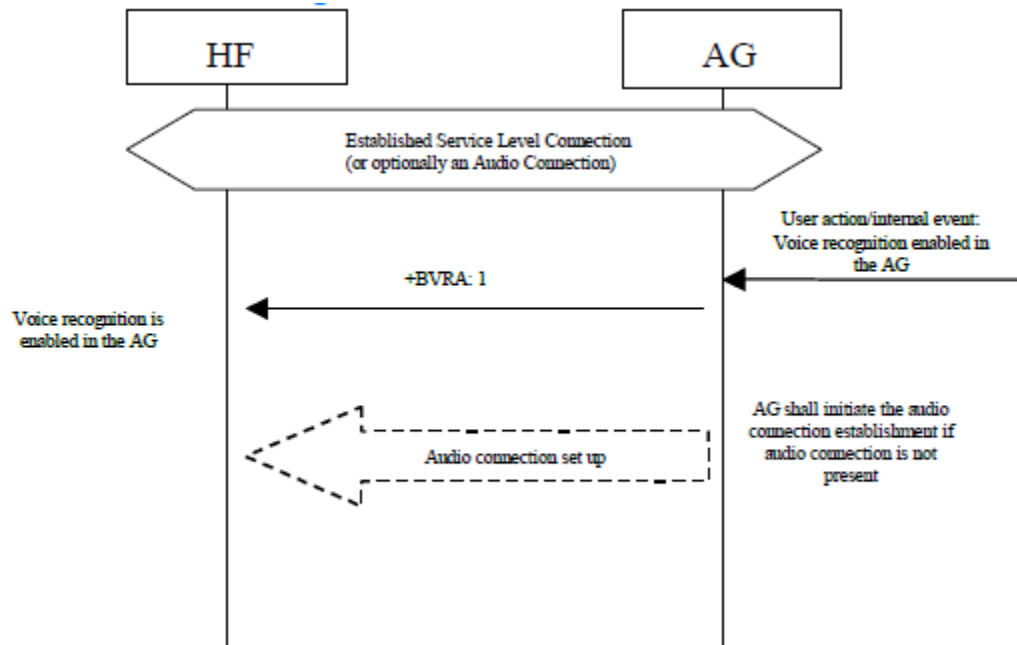 HF
AG
Established Service Level Connection
(or optionally an Audio Connection)
User action/internal event:
Voice recognition enabled in
the AG
+BVRA: 1
Voice recognition is
enabled in the AG
AG shall initiate the audio
connection establishment if
audio connection is not
present
Audio connection set up